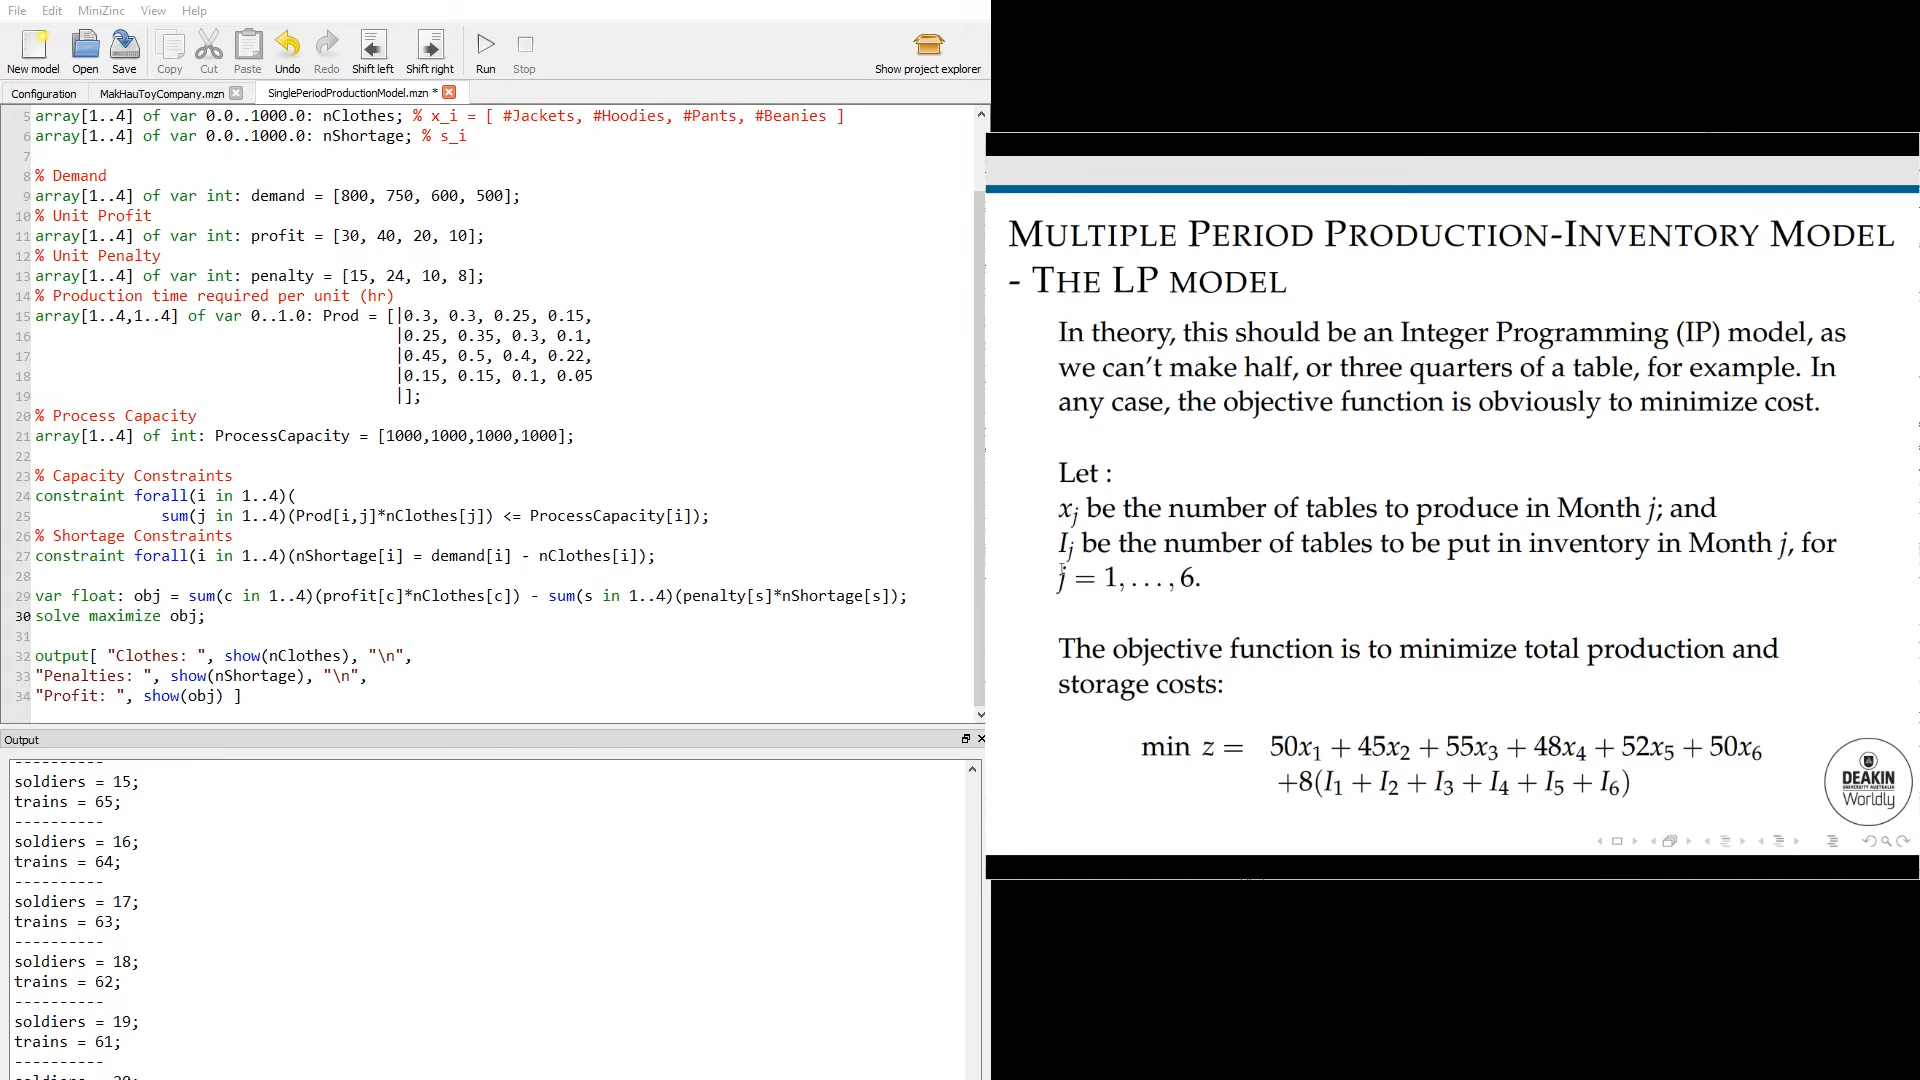 File Edit MiniZinc View Help
New model Open Save Copy Cut Paste Undo Redo Shift left Shift right Run Stop Show project explorer
Configuration MakHauToyCompany.mzn SinglePeriodProductionModel.mzn *
5 array[1..4] of var 0.0..1000.0: nClothes; % x_i = [ #Jackets, #Hoodies, #Pants, #Beanies ]
6 array[1..4] of var 0.0..1000.0: nShortage; % s_i
7
8 % Demand
9 array[1..4] of var int: demand = [800, 750, 600, 500];
10 % Unit Profit
11 array[1..4] of var int: profit = [30, 40, 20, 10];
12 % Unit Penalty
13 array[1..4] of var int: penalty = [15, 24, 10, 8];
14 % Production time required per unit (hr)
15 array[1..4,1..4] of var 0..1.0: Prod = [|0.3, 0.3, 0.25, 0.15,
16 |0.25, 0.35, 0.3, 0.1,
17 |0.45, 0.5, 0.4, 0.22,
18 |0.15, 0.15, 0.1, 0.05
19 |];
20 % Process Capacity
21 array[1..4] of int: ProcessCapacity = [1000,1000,1000,1000];
22
23 % Capacity Constraints
24 constraint forall(i in 1..4)(
25 sum(j in 1..4)(Prod[i,j]*nClothes[j]) <= ProcessCapacity[i]);
26 % Shortage Constraints
27 constraint forall(i in 1..4)(nShortage[i] = demand[i] - nClothes[i]);
28
29 var float: obj = sum(c in 1..4)(profit[c]*nClothes[c]) - sum(s in 1..4)(penalty[s]*nShortage[s]);
30 solve maximize obj;
31
32 output[ "Clothes: ", show(nClothes), "\n",
33 "Penalties: ", show(nShortage), "\n",
34 "Profit: ", show(obj) ]
Output
----------
soldiers = 15;
trains = 65;
----------
soldiers = 16;
trains = 64;
----------
soldiers = 17;
trains = 63;
----------
soldiers = 18;
trains = 62;
----------
soldiers = 19;
trains = 61;
----------
MULTIPLE PERIOD PRODUCTION-INVENTORY MODEL
- THE LP MODEL
In theory, this should be an Integer Programming (IP) model, as
we can't make half, or three quarters of a table, for example. In
any case, the objective function is obviously to minimize cost.
Let :
x_j be the number of tables to produce in Month j; and
I_j be the number of tables to be put in inventory in Month j, for
j = 1, . . . , 6.
The objective function is to minimize total production and
storage costs:
min z = 50x₁ + 45x₂ + 55x₃ + 48x₄ + 52x₅ + 50x₆
+8(I₁ + I₂ + I₃ + I₄ + I₅ + I₆)
DEAKIN
UNIVERSITY AUSTRALIA
Worldly